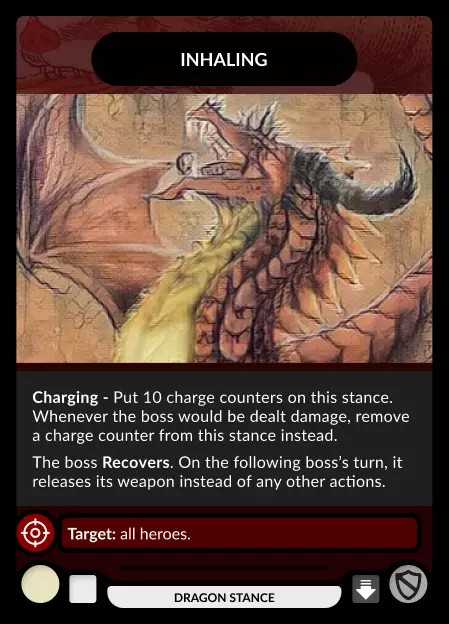 INHALING
Charging - Put 10 charge counters on this stance.
Whenever the boss would be dealt damage, remove
a charge counter from this stance instead.
The boss Recovers. On the following boss's turn, it
releases its weapon instead of any other actions.
Target: all heroes.
DRAGON STANCE